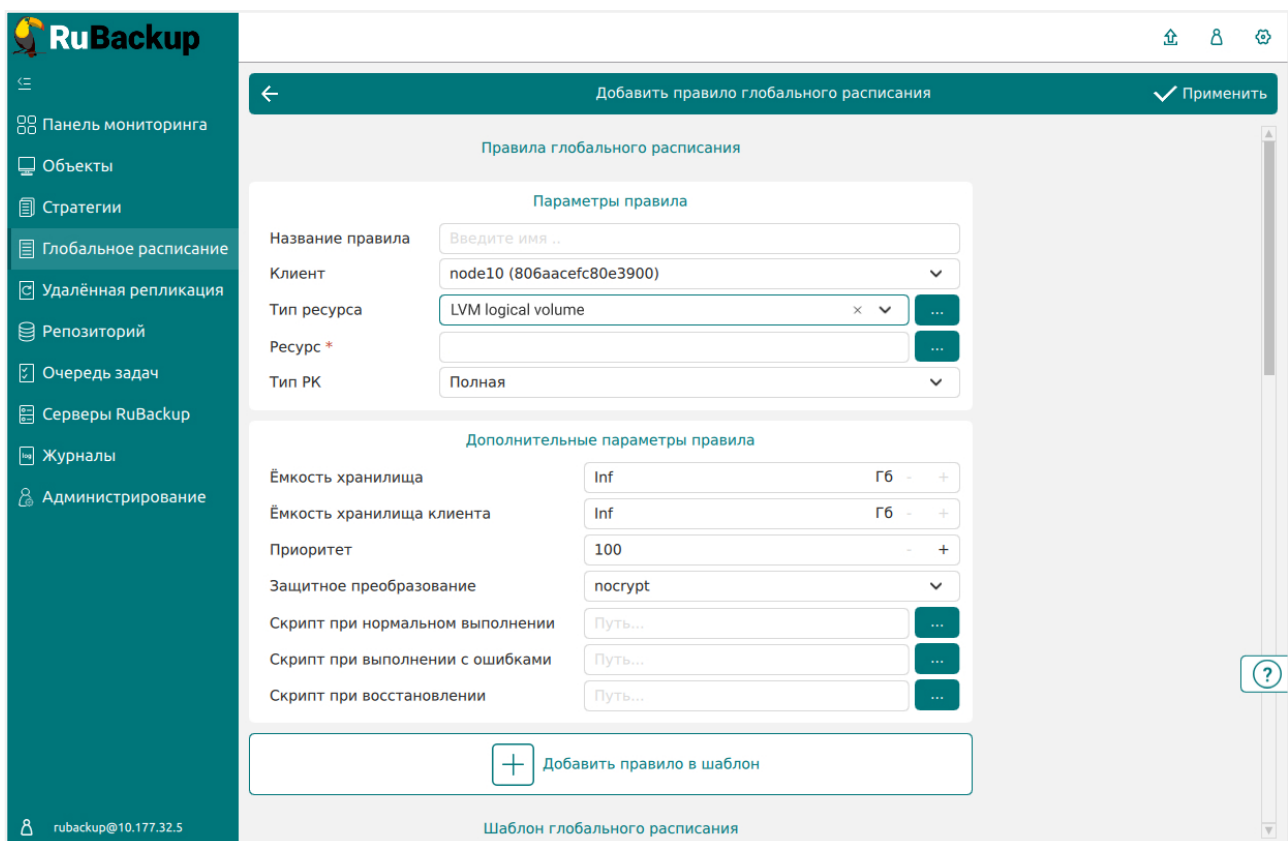 RuBackup
Панель мониторинга
Объекты
Стратегии
Глобальное расписание
Удалённая репликация
Репозиторий
Очередь задач
Серверы RuBackup
log Журналы
Администрирование
rubackup@10.177.32.5
Добавить правило глобального расписания
Применить
Правила глобального расписания
Параметры правила
Название правила Введите имя ..
Клиент node10 (806aacefc80e3900)
Тип ресурса LVM logical volume × ...
Ресурс * ...
Тип РК Полная
Дополнительные параметры правила
Ёмкость хранилища Inf Гб - +
Ёмкость хранилища клиента Inf Гб - +
Приоритет 100 - +
Защитное преобразование nocrypt
Скрипт при нормальном выполнении Путь... ...
Скрипт при выполнении с ошибками Путь... ...
Скрипт при восстановлении Путь... ...
+ Добавить правило в шаблон
Шаблон глобального расписания
?